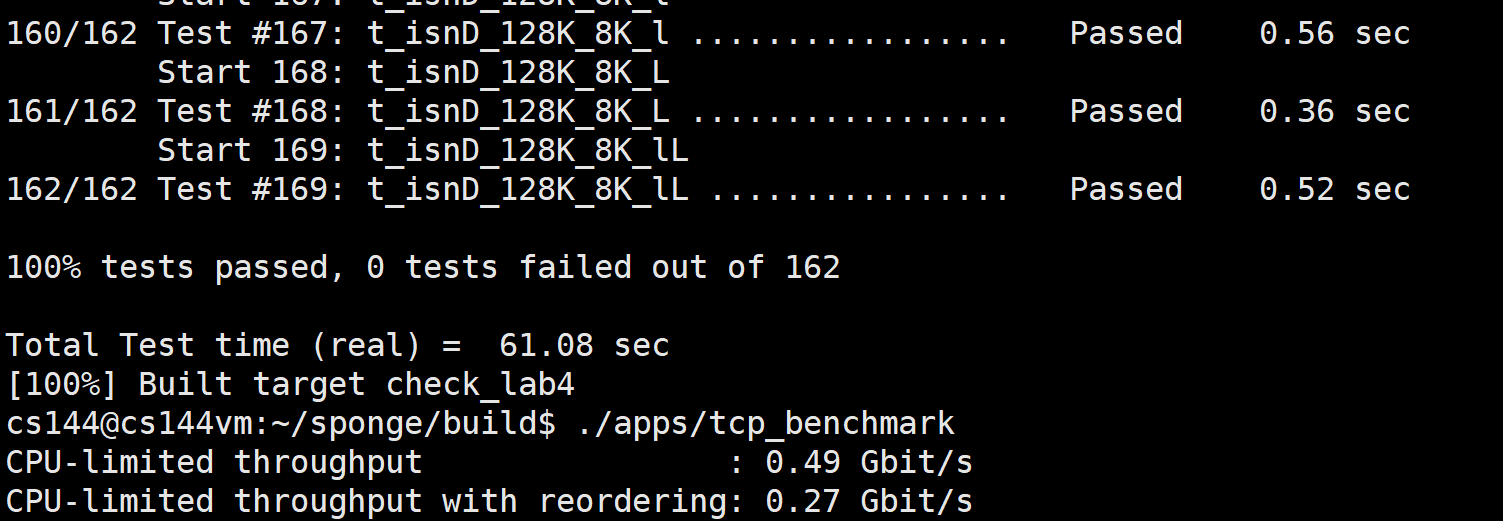 Start 167: t_isnD_128K_8K_l
160/162 Test #167: t_isnD_128K_8K_l .................   Passed    0.56 sec
        Start 168: t_isnD_128K_8K_L
161/162 Test #168: t_isnD_128K_8K_L .................   Passed    0.36 sec
        Start 169: t_isnD_128K_8K_lL
162/162 Test #169: t_isnD_128K_8K_lL ................   Passed    0.52 sec
100% tests passed, 0 tests failed out of 162
Total Test time (real) =  61.08 sec
[100%] Built target check_lab4
cs144@cs144vm:~/sponge/build$ ./apps/tcp_benchmark
CPU-limited throughput                : 0.49 Gbit/s
CPU-limited throughput with reordering: 0.27 Gbit/s